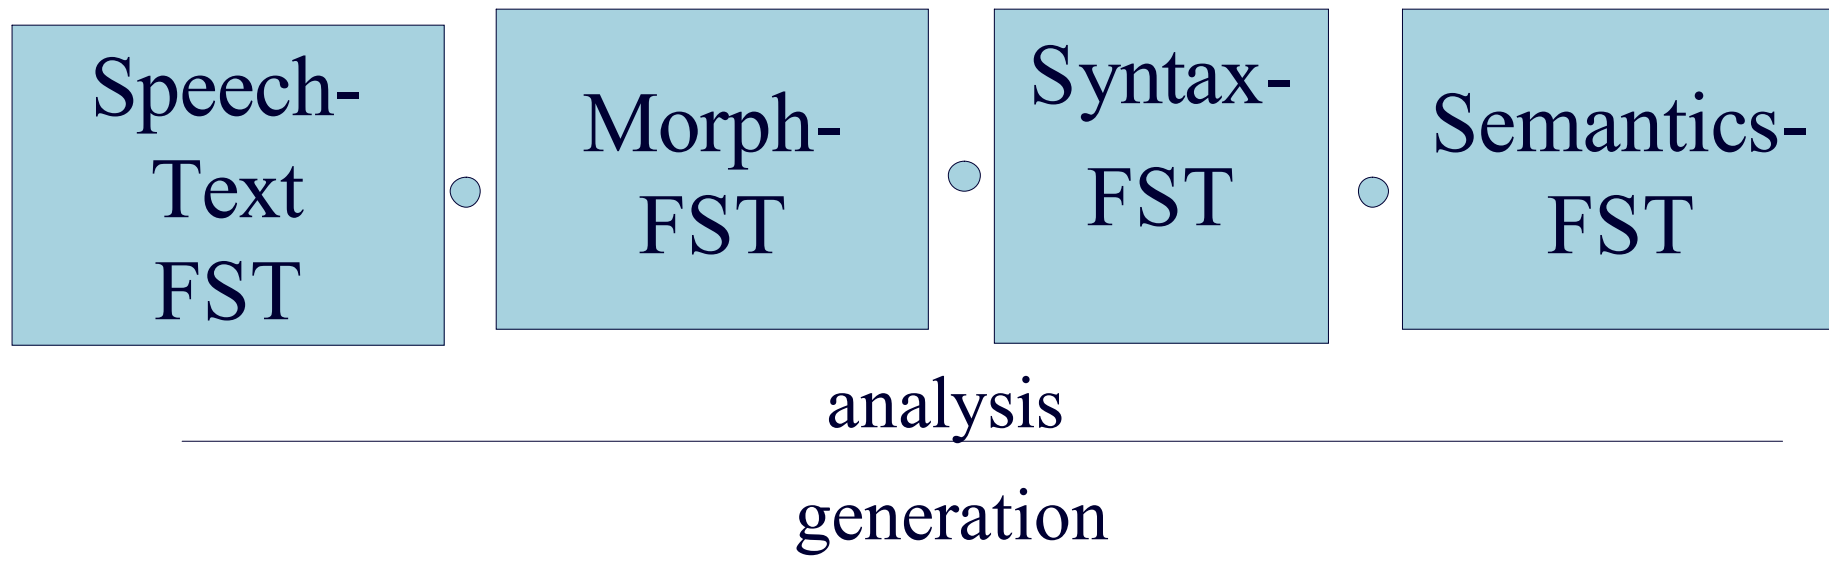 Speech-
Text
FST
Morph-
FST
Syntax-
FST
Semantics-
FST
analysis
generation